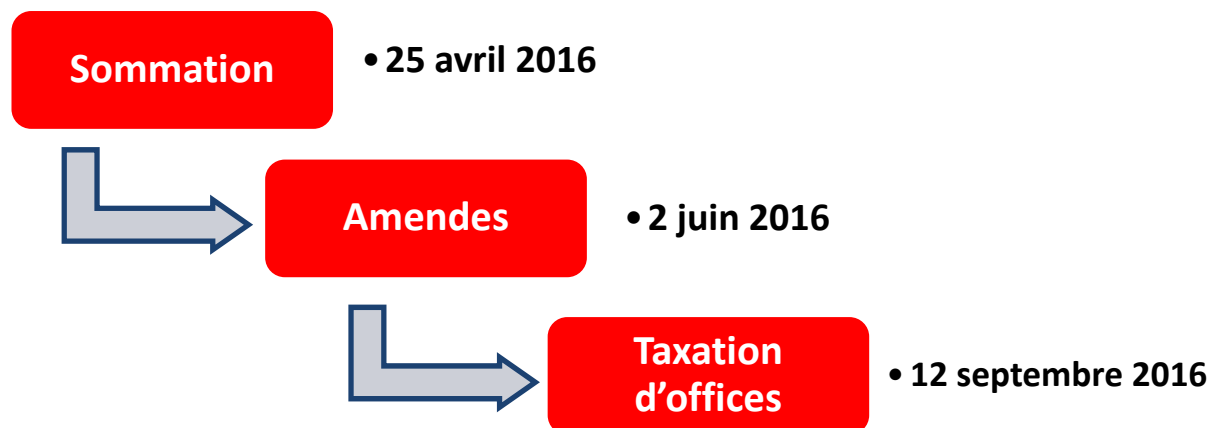 Sommation
• 25 avril 2016
Amendes
• 2 juin 2016
Taxation
d’offices
• 12 septembre 2016